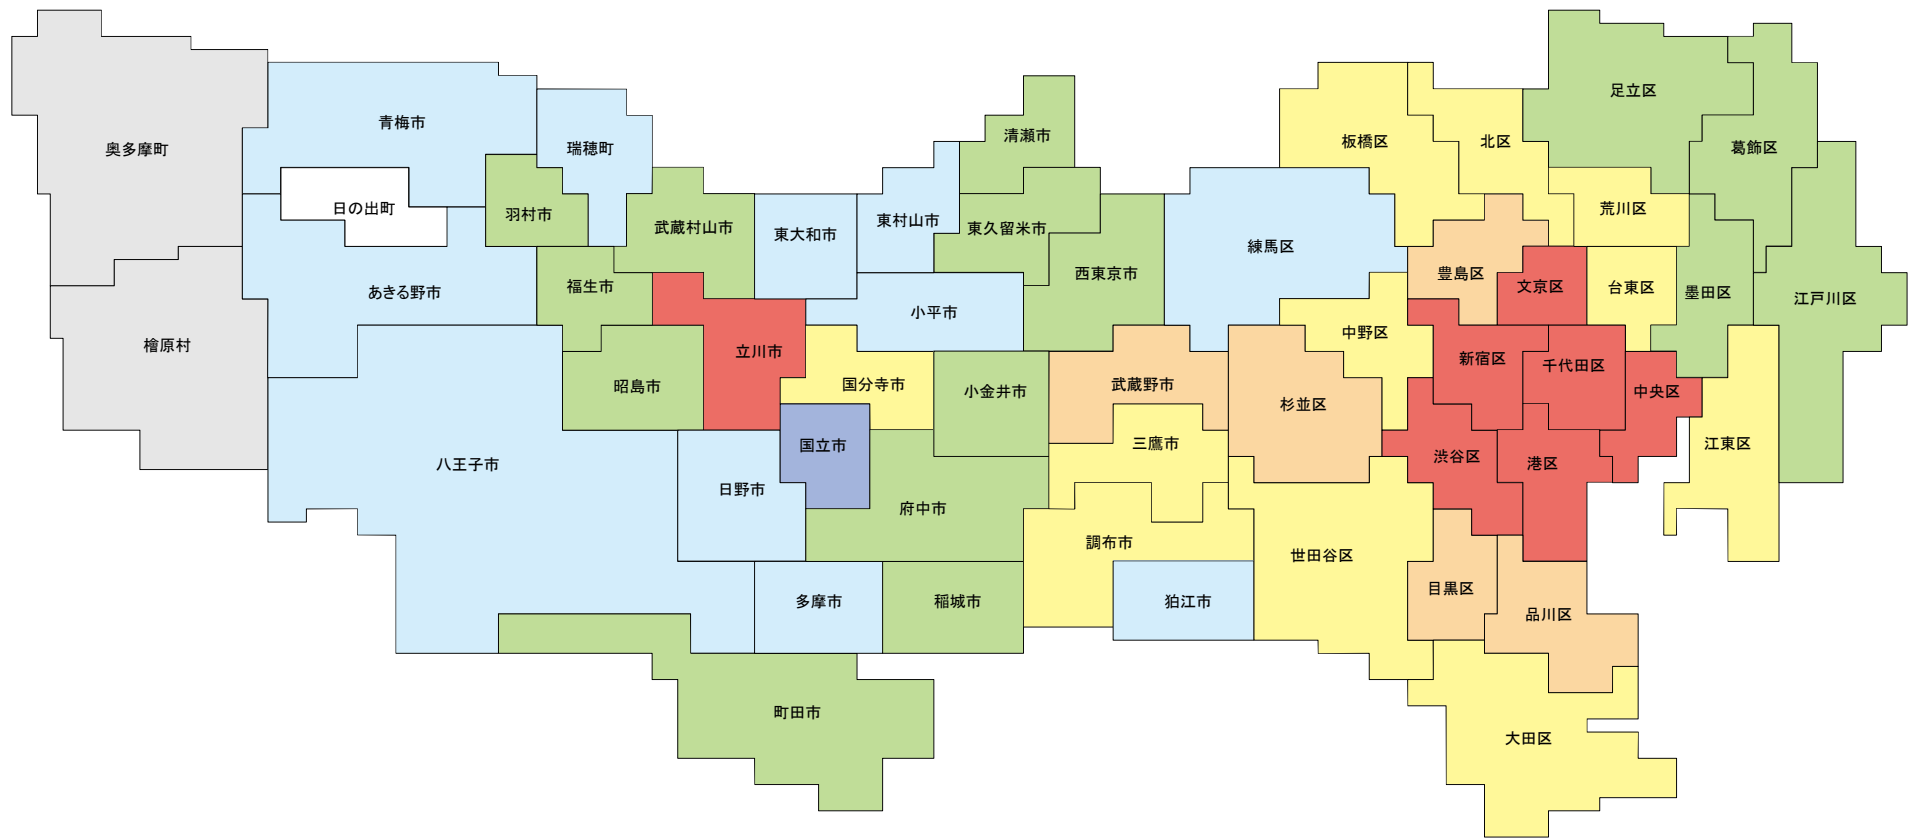 足立区
青梅市
清瀬市
板橋区
北区
奥多摩町
瑞穂町
葛飾区
日の出町
羽村市
荒川区
武蔵村山市
東大和市
東村山市
東久留米市
練馬区
あきる野市
福生市
西東京市
豊島区
文京区
台東区
墨田区
江戸川区
小平市
中野区
檜原村
立川市
新宿区
千代田区
昭島市
国分寺市
小金井市
武蔵野市
中央区
杉並区
国立市
三鷹市
江東区
八王子市
渋谷区
港区
日野市
府中市
調布市
世田谷区
目黒区
多摩市
稲城市
狛江市
品川区
町田市
大田区